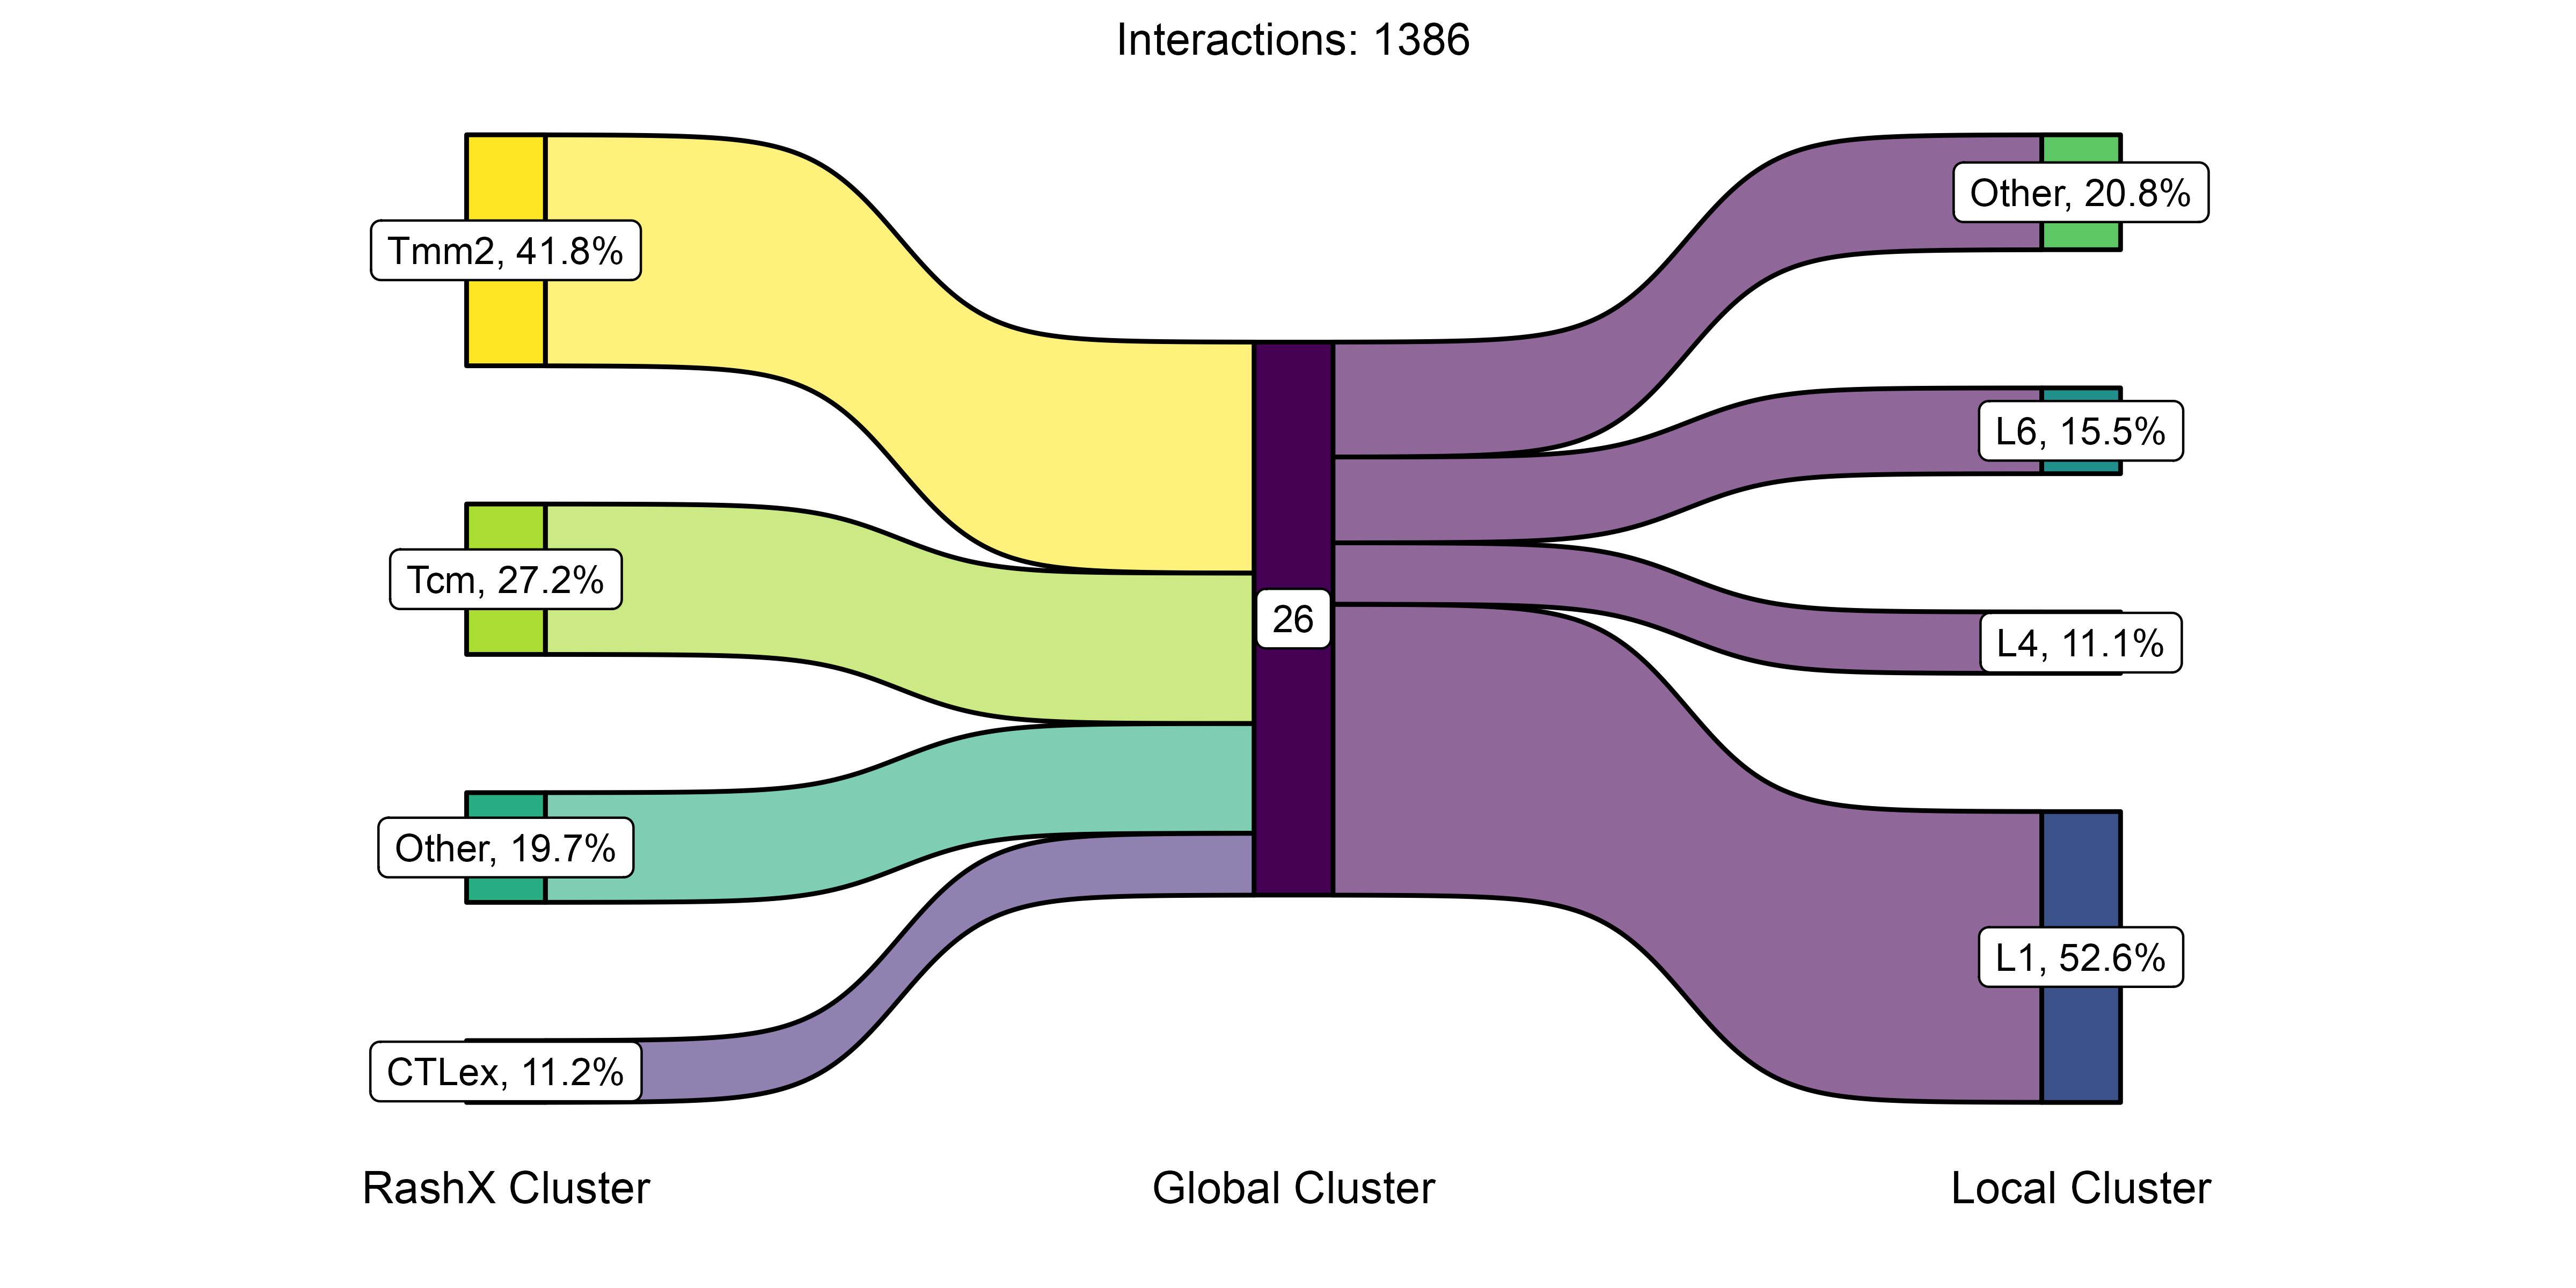 Interactions: 1386
Tmm2, 41.8%
Tcm, 27.2%
Other, 19.7%
CTLex, 11.2%
26
Other, 20.8%
L6, 15.5%
L4, 11.1%
L1, 52.6%
RashX Cluster
Global Cluster
Local Cluster